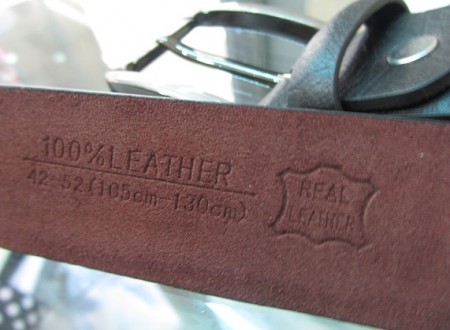 100%LEATHER
42-52(105cm-130cm)
REAL
LEATHER